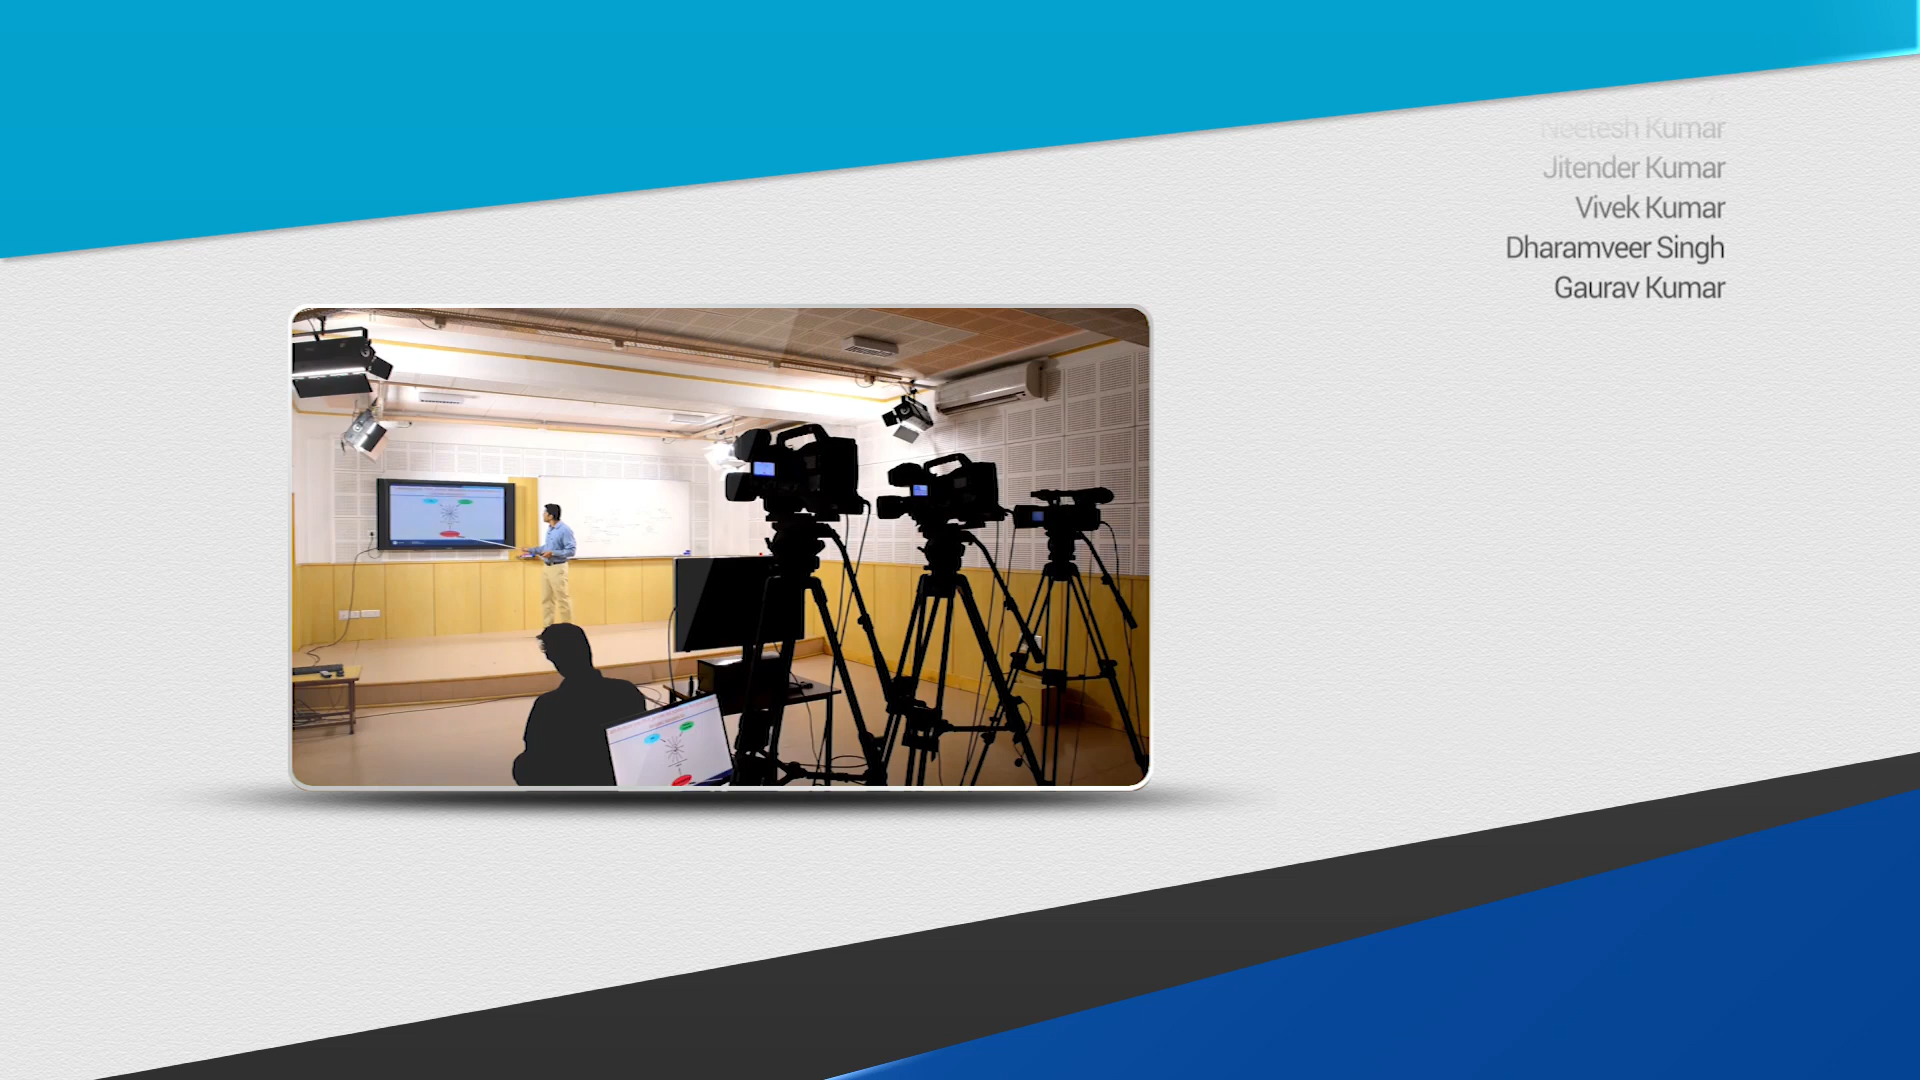 Neetesh Kumar
Jitender Kumar
Vivek Kumar
Dharamveer Singh
Gaurav Kumar